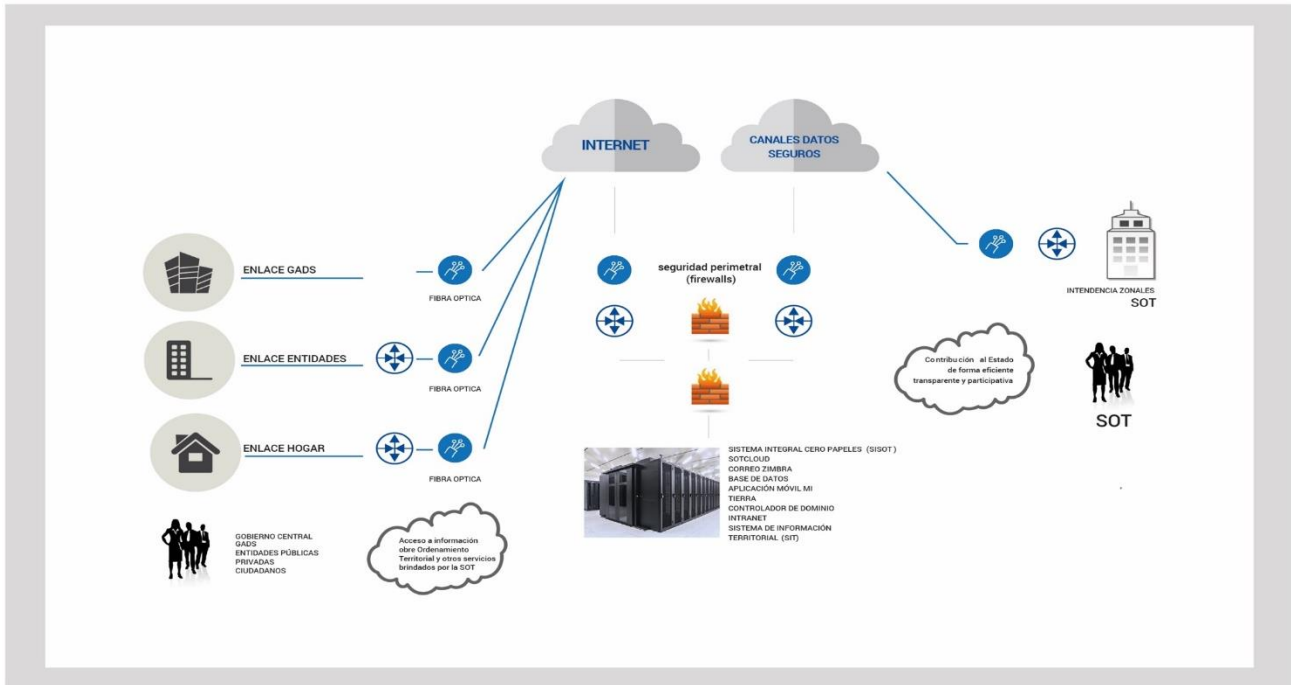 INTERNET
CANALES DATOS
SEGUROS
ENLACE GADS
FIBRA OPTICA
ENLACE ENTIDADES
FIBRA OPTICA
ENLACE HOGAR
FIBRA OPTICA
GOBIERNO CENTRAL
GADS
ENTIDADES PÚBLICAS
PRIVADAS
CIUDADANOS
Acceso a información
obre Ordenamiento
Territorial y otros servicios
brindados por la SOT
seguridad perimetral
(firewalls)
SISTEMA INTEGRAL CERO PAPELES (SISOT )
SOTCLOUD
CORREO ZIMBRA
BASE DE DATOS
APLICACIÓN MÓVIL MI
TIERRA
CONTROLADOR DE DOMINIO
INTRANET
SISTEMA DE INFORMACIÓN
TERRITORIAL (SIT)
INTENDENCIA ZONALES
SOT
Contribución al Estado
de forma eficiente
transparente y participativa
SOT